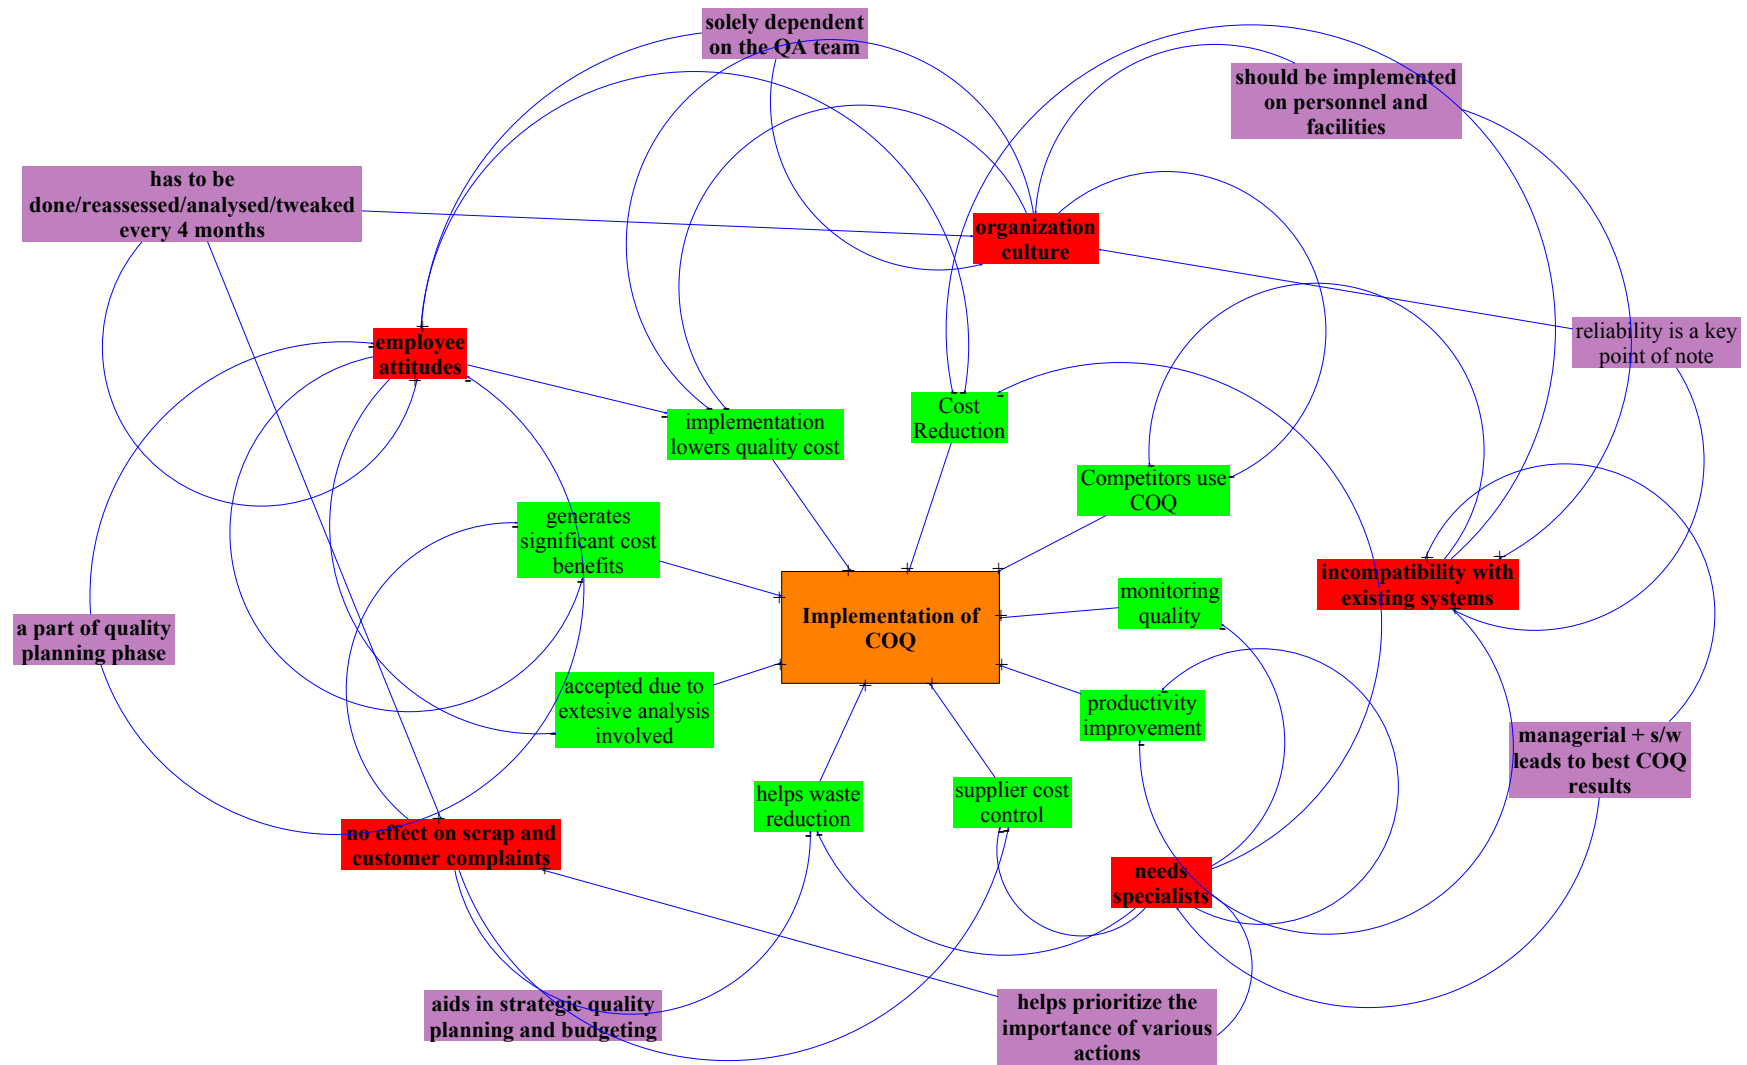 solely dependent
on the QA team
should be implemented
on personnel and
facilities
has to be
done/reassessed/analysed/tweaked
every 4 months
organization
culture
employee
attitudes
reliability is a key
point of note
implementation
lowers quality cost
Cost
Reduction
Competitors use
COQ
generates
significant cost
benefits
incompatibility with
existing systems
monitoring
quality
Implementation of
COQ
a part of quality
planning phase
accepted due to
extesive analysis
involved
productivity
improvement
managerial + s/w
leads to best COQ
results
helps waste
reduction
supplier cost
control
no effect on scrap and
customer complaints
needs
specialists
aids in strategic quality
planning and budgeting
helps prioritize the
importance of various
actions